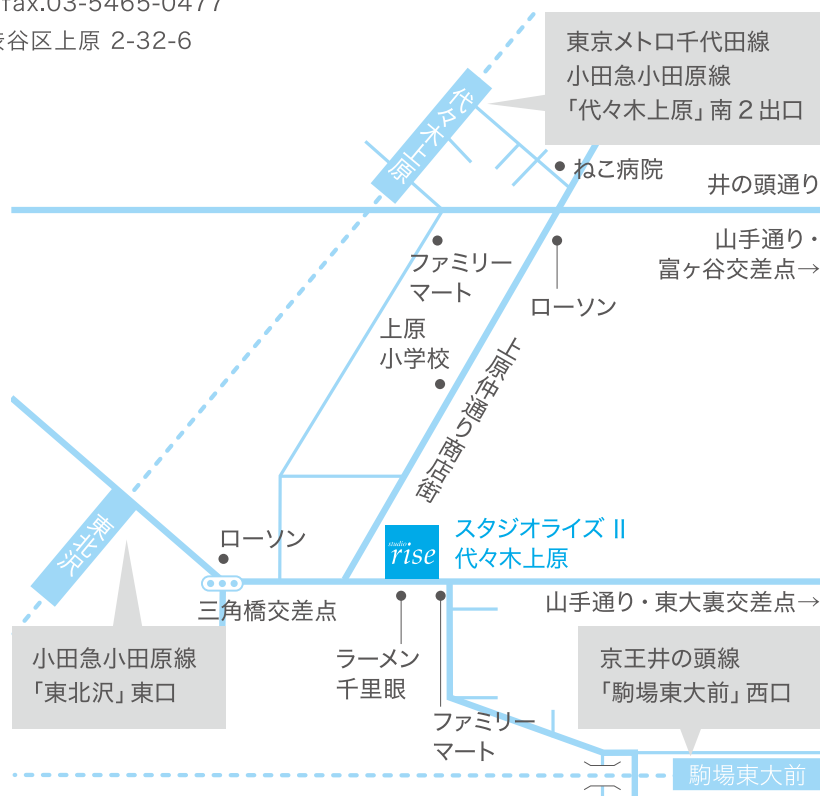 fax.03-5465-0477
谷区上原 2-32-6
東京メトロ千代田線
小田急小田原線
「代々木上原」南 2 出口
代々木上原
ねこ病院
井の頭通り
山手通り・
富ヶ谷交差点→
ファミリー
マート
ローソン
上原
小学校
上原仲通り商店街
東北沢
ローソン
studio
rise
スタジオライズ II
代々木上原
三角橋交差点
山手通り・東大裏交差点→
小田急小田原線
「東北沢」東口
ラーメン
千里眼
ファミリー
マート
京王井の頭線
「駒場東大前」西口
駒場東大前